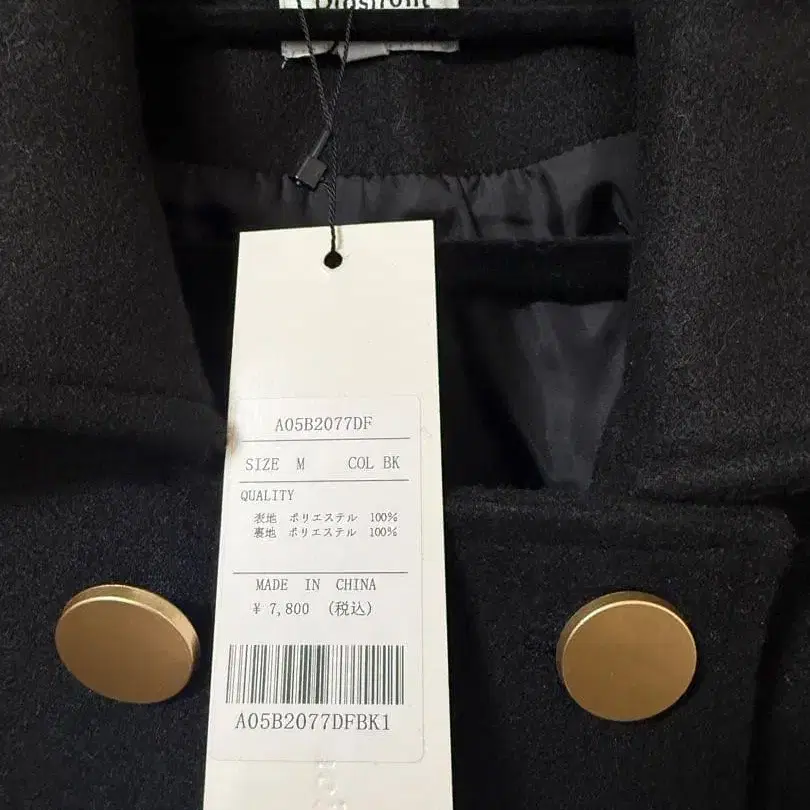 A05B2077DF
SIZE M COL BK
QUALITY
表地 ポリエステル 100%
裏地 ポリエステル 100%
MADE IN CHINA
¥ 7,800 (税込)
A05B2077DFBK1